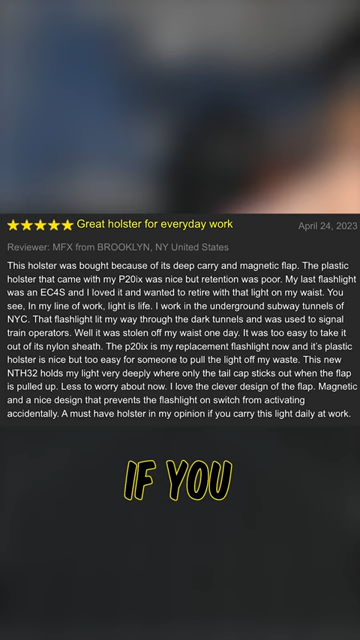 ★★★★★ Great holster for everyday work
April 24, 2023
Reviewer: MFX from BROOKLYN, NY United States
This holster was bought because of its deep carry and magnetic flap. The plastic
holster that came with my P20ix was nice but retention was poor. My last flashlight
was an EC4S and I loved it and wanted to retire with that light on my waist. You
see, In my line of work, light is life. I work in the underground subway tunnels of
NYC. That flashlight lit my way through the dark tunnels and was used to signal
train operators. Well it was stolen off my waist one day. It was too easy to take it
out of its nylon sheath. The p20ix is my replacement flashlight now and it's plastic
holster is nice but too easy for someone to pull the light off my waste. This new
NTH32 holds my light very deeply where only the tail cap sticks out when the flap
is pulled up. Less to worry about now. I love the clever design of the flap. Magnetic
and a nice design that prevents the flashlight on switch from activating
accidentally. A must have holster in my opinion if you carry this light daily at work.
IF YOU